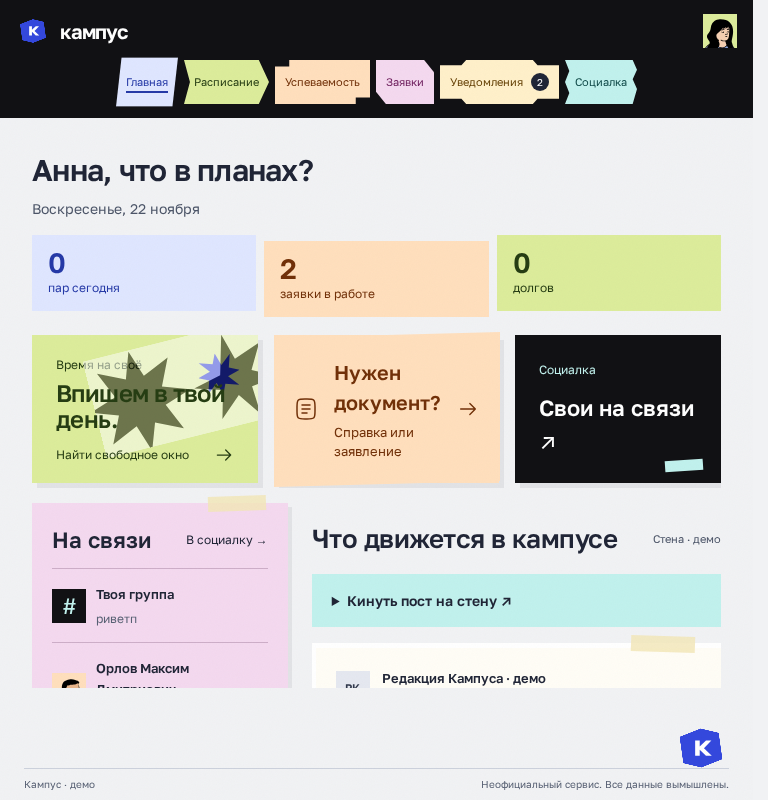 К кампус
Главная
Расписание
Успеваемость
Заявки
Уведомления 2
Социалка
Анна, что в планах?
Воскресенье, 22 ноября
0
пар сегодня
2
заявки в работе
0
долгов
Время на своё
Впишем в твой
день.
Найти свободное окно →
Нужен
документ? →
Справка или
заявление
Социалка
Свои на связи
↗
На связи
В социалку →
#
Твоя группа
риветп
Орлов Максим
Что движется в кампусе
Стена · демо
▶ Кинуть пост на стену ↗
Редакция Кампуса · демо
К
Кампус · демо
Неофициальный сервис. Все данные вымышлены.